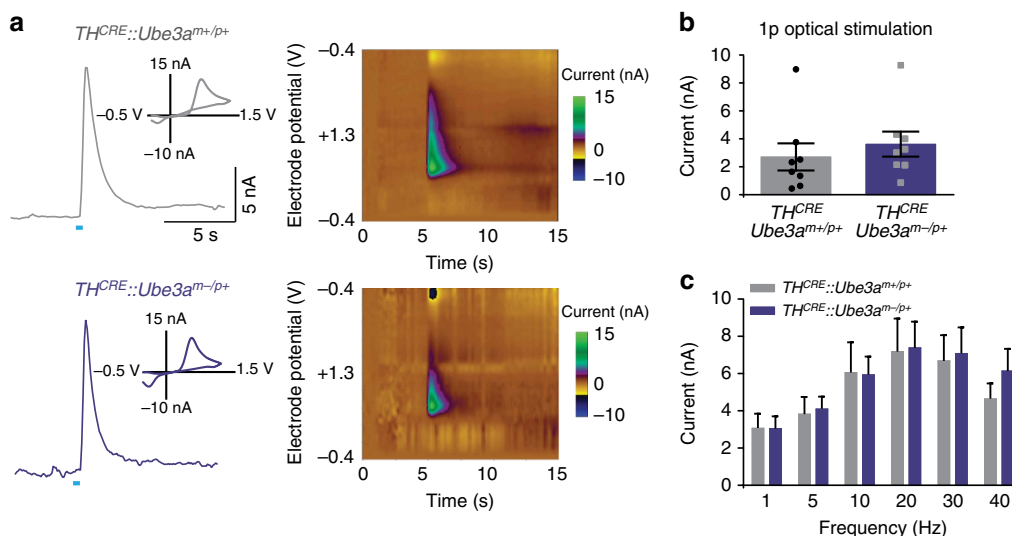 a
TH^CRE::Ube3a^m+/p+
15 nA
–0.5 V
1.5 V
–10 nA
5 nA
5 s
Electrode potential (V)
–0.4
+1.3
–0.4
0
5
10
15
Time (s)
Current (nA)
15
0
–10
TH^CRE::Ube3a^m–/p+
15 nA
–0.5 V
1.5 V
–10 nA
Electrode potential (V)
–0.4
+1.3
–0.4
0
5
10
15
Time (s)
Current (nA)
15
0
–10
b
1p optical stimulation
Current (nA)
10
8
6
4
2
0
TH^CRE
Ube3a^m+/p+
TH^CRE
Ube3a^m–/p+
c
TH^CRE::Ube3a^m+/p+
TH^CRE::Ube3a^m–/p+
Current (nA)
10
8
6
4
2
0
1
5
10
20
30
40
Frequency (Hz)